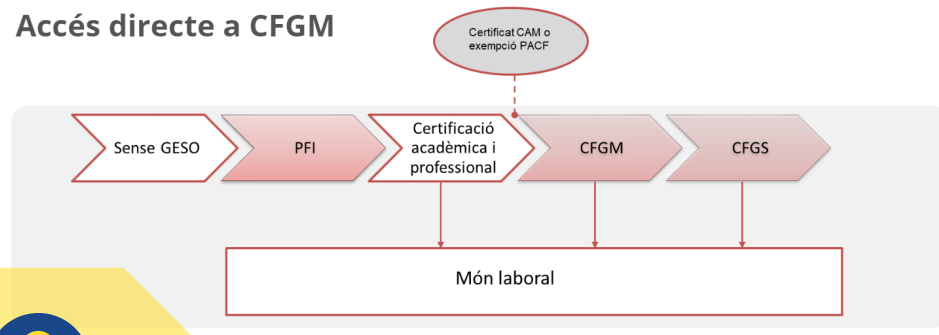 Accés directe a CFGM
Certificat CAM o
exempció PACF
Sense GESO
PFI
Certificació
acadèmica i
professional
CFGM
CFGS
Món laboral